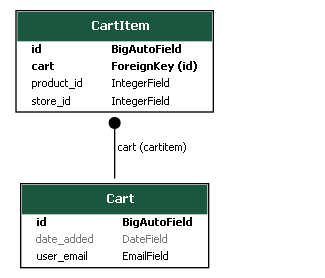 CartItem
id BigAutoField
cart ForeignKey (id)
product_id IntegerField
store_id IntegerField
cart (cartitem)
Cart
id BigAutoField
date_added DateField
user_email EmailField